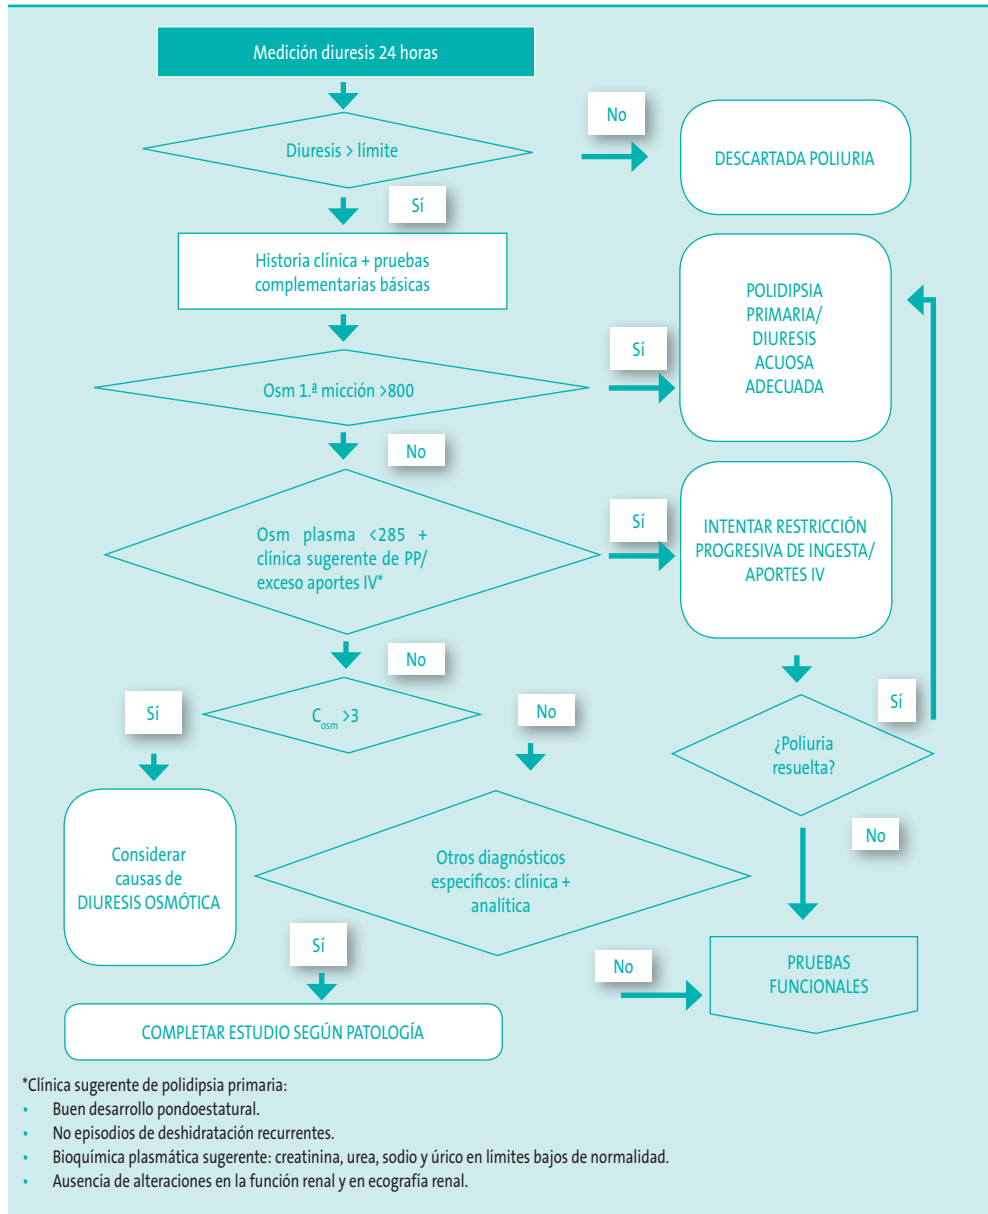 Medición diuresis 24 horas
No
Diuresis > límite
DESCARTADA POLIURIA
Sí
Historia clínica + pruebas
complementarias básicas
POLIDIPSIA
PRIMARIA/
DIURESIS
ACUOSA
ADECUADA
Sí
Osm 1.ª micción >800
No
Osm plasma <285 +
clínica sugerente de PP/
exceso aportes IV*
Sí
INTENTAR RESTRICCIÓN
PROGRESIVA DE INGESTA/
APORTES IV
No
Sí
Cosm >3
No
Sí
¿Poliuria
resuelta?
No
Considerar
causas de
DIURESIS OSMÓTICA
Otros diagnósticos
específicos: clínica +
analítica
Sí
No
PRUEBAS
FUNCIONALES
COMPLETAR ESTUDIO SEGÚN PATOLOGÍA
*Clínica sugerente de polidipsia primaria:
• Buen desarrollo pondoestatural.
• No episodios de deshidratación recurrentes.
• Bioquímica plasmática sugerente: creatinina, urea, sodio y úrico en límites bajos de normalidad.
• Ausencia de alteraciones en la función renal y en ecografía renal.